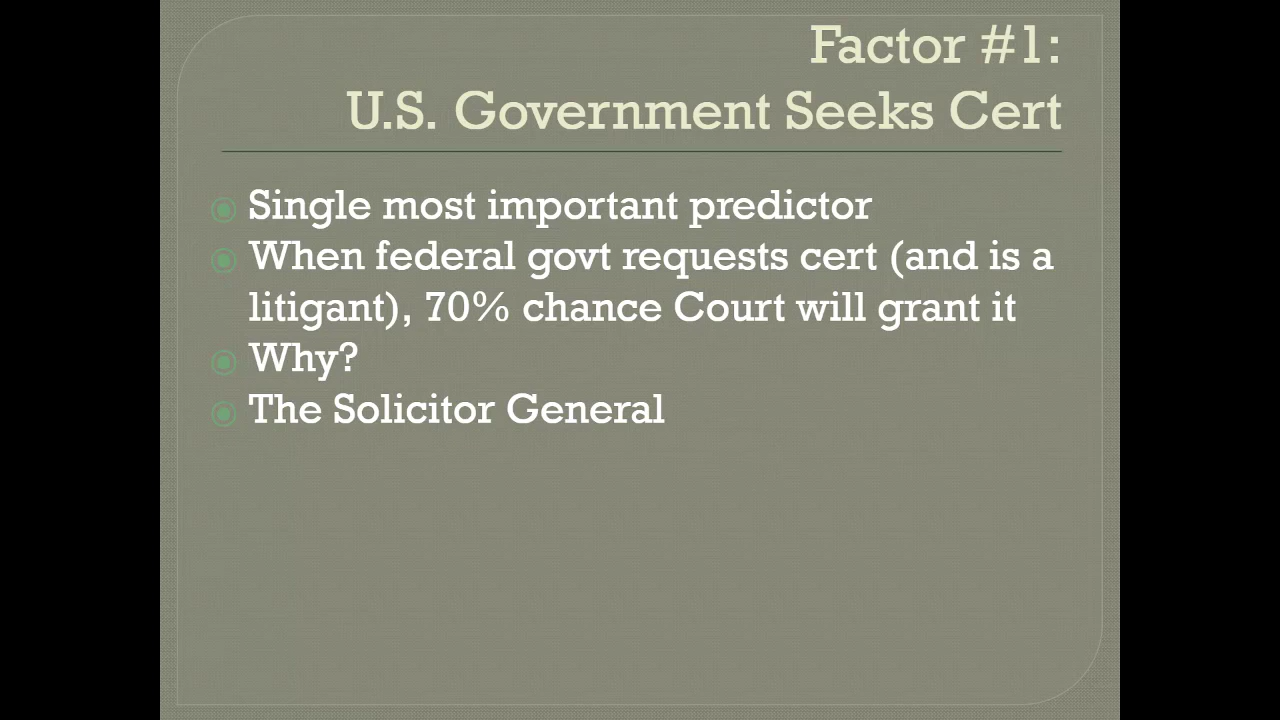 Factor #1:
U.S. Government Seeks Cert
Single most important predictor
When federal govt requests cert (and is a
litigant), 70% chance Court will grant it
Why?
The Solicitor General